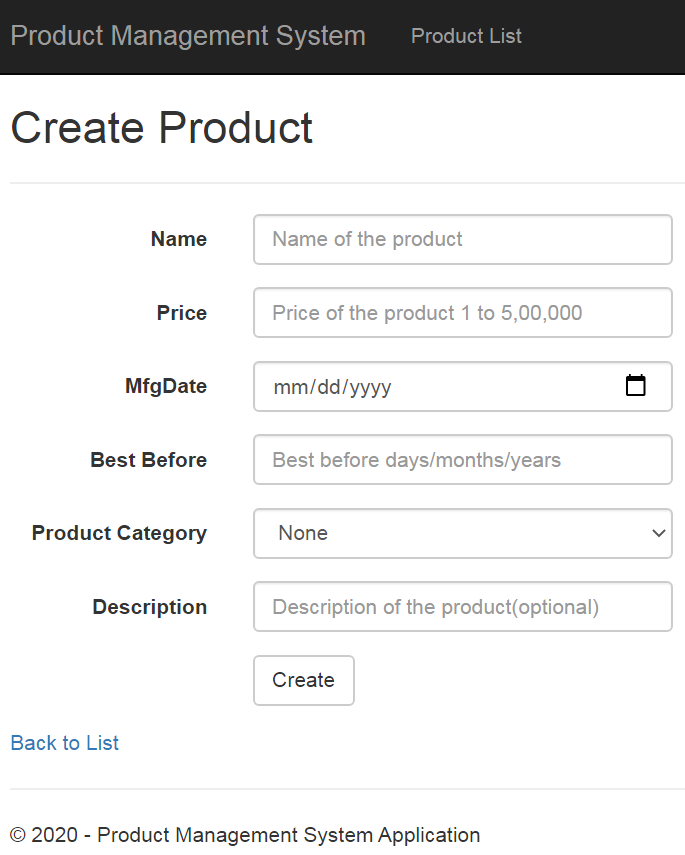 Product Management System Product List
Create Product
Name Name of the product
Price Price of the product 1 to 5,00,000
MfgDate mm/dd/yyyy
Best Before Best before days/months/years
Product Category None
Description Description of the product(optional)
Create
Back to List
© 2020 - Product Management System Application